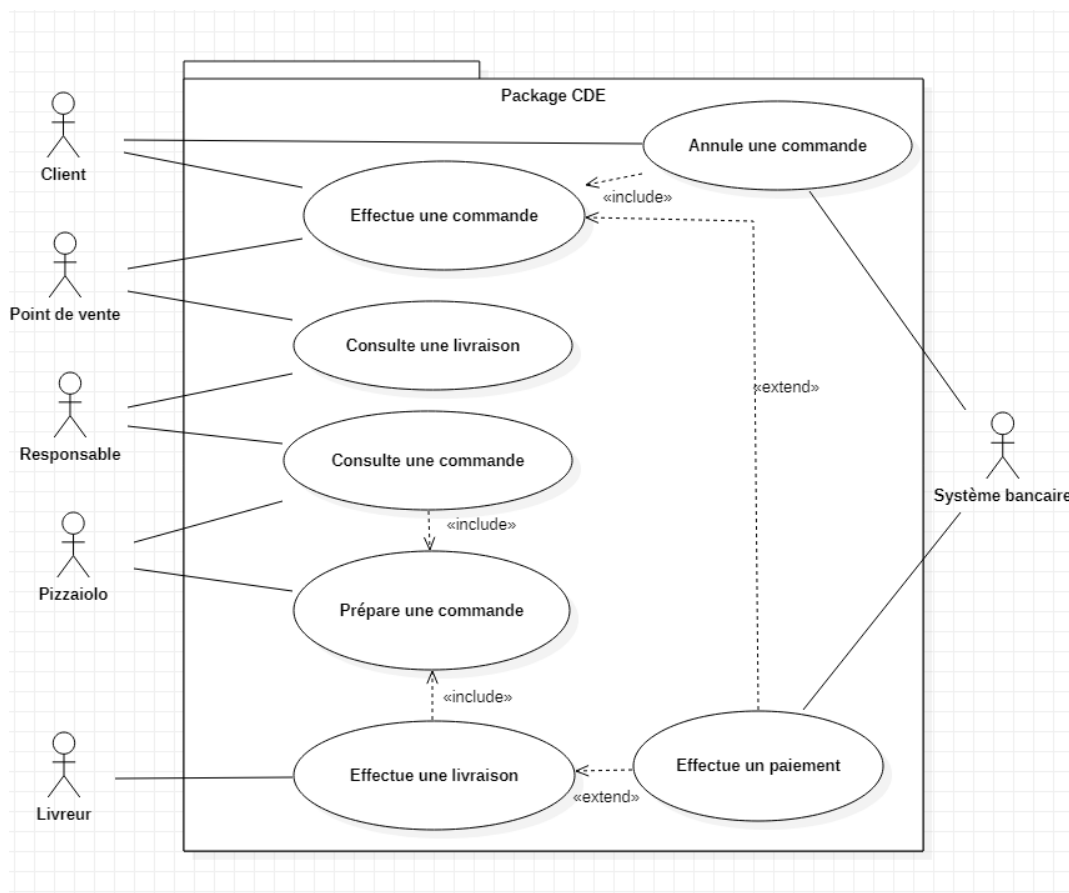 Package CDE
Annule une commande
Client
«include»
Effectue une commande
Point de vente
Consulte une livraison
«extend»
Responsable
Consulte une commande
Système bancaire
«include»
Pizzaiolo
Prépare une commande
«include»
Effectue une livraison
Effectue un paiement
«extend»
Livreur